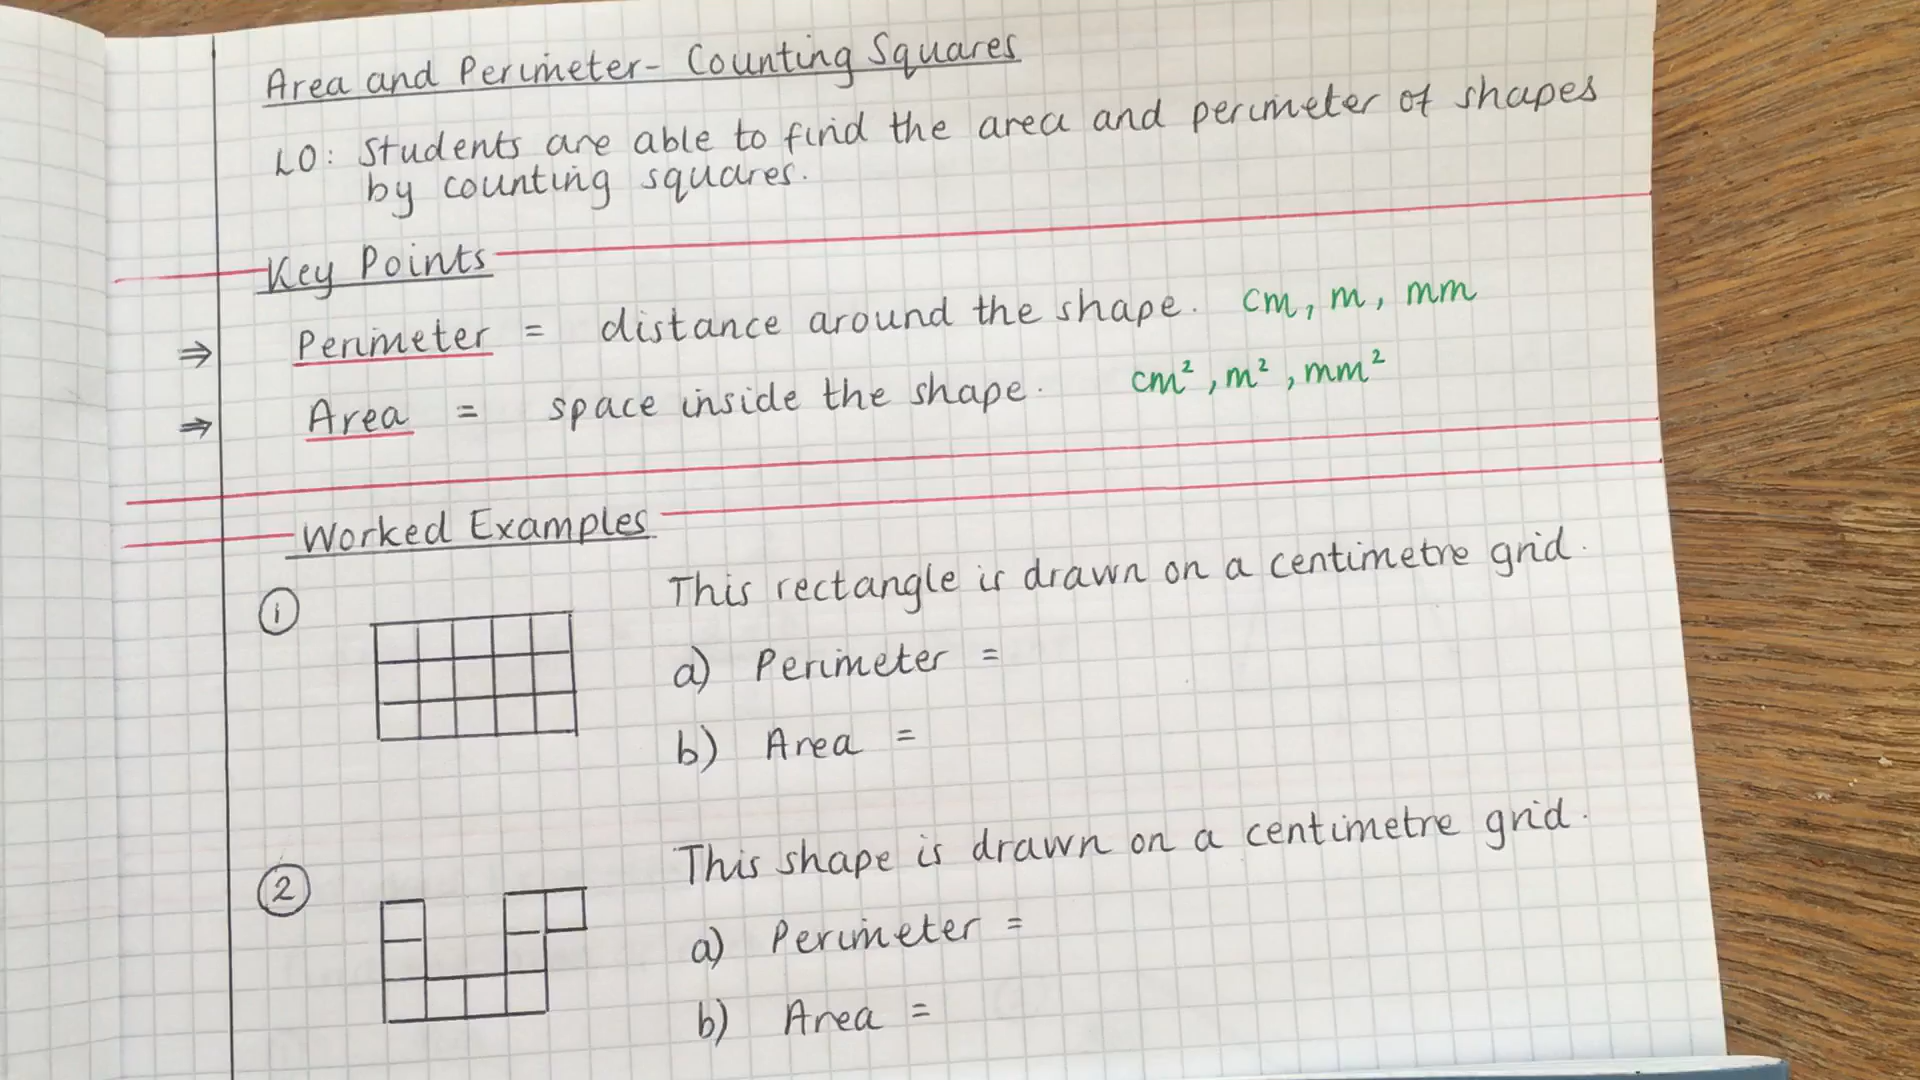 Area and Perimeter - Counting Squares
LO: Students are able to find the area and perimeter of shapes
by counting squares.
Key Points
⇒ Perimeter = distance around the shape. cm, m, mm
⇒ Area = space inside the shape. cm², m², mm²
Worked Examples
① This rectangle is drawn on a centimetre grid.
a) Perimeter =
b) Area =
② This shape is drawn on a centimetre grid.
a) Perimeter =
b) Area =